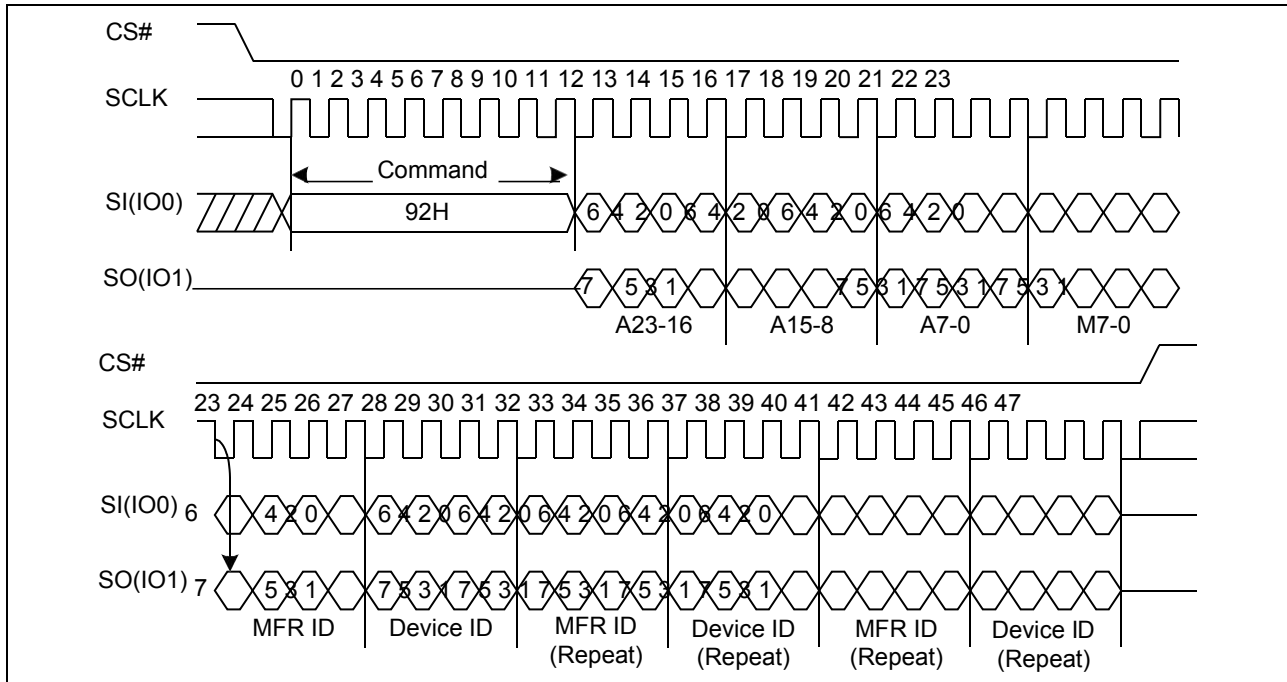 CS#
0 1 2 3 4 5 6 7 8 9 10 11 12 13 14 15 16 17 18 19 20 21 22 23
SCLK
Command
SI(IO0)
92H
6 4 2 0 6 4 2 0 6 4 2 0 6 4 2 0
SO(IO1)
7 5 3 1 7 5 3 1 7 5 3 1 7 5 3 1
A23-16 A15-8 A7-0 M7-0
CS#
23 24 25 26 27 28 29 30 31 32 33 34 35 36 37 38 39 40 41 42 43 44 45 46 47
SCLK
SI(IO0) 6 4 2 0 6 4 2 0 6 4 2 0 6 4 2 0 6 4 2 0 6 4 2 0
SO(IO1) 7 5 3 1 7 5 3 1 7 5 3 1 7 5 3 1 7 5 3 1 7 5 3 1
MFR ID Device ID MFR ID Device ID MFR ID Device ID
(Repeat) (Repeat) (Repeat) (Repeat)